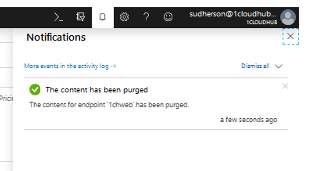 sudherson@1cloudhub...
1CLOUDHUB
Notifications
More events in the activity log →
Dismiss all
The content has been purged
Prici
The content for endpoint '1chweb' has been purged.
a few seconds ago